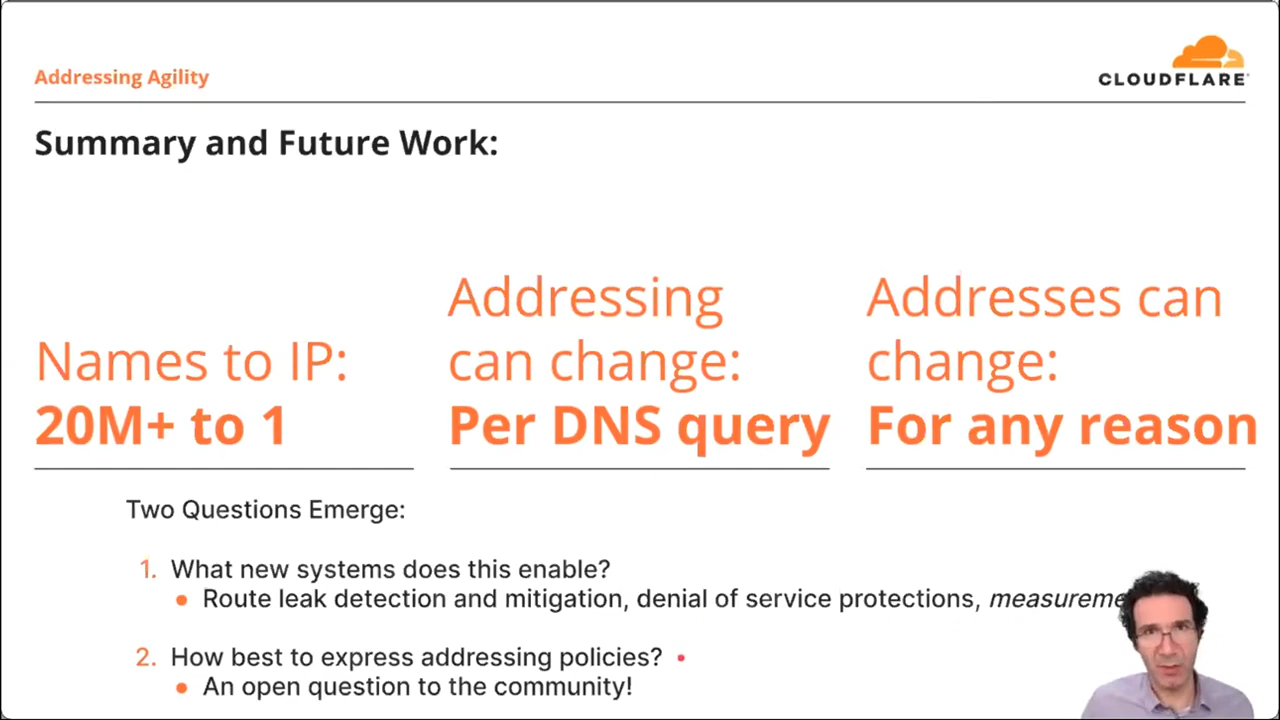 Addressing Agility
CLOUDFLARE
Summary and Future Work:
Names to IP:
20M+ to 1
Addressing
can change:
Per DNS query
Addresses can
change:
For any reason
Two Questions Emerge:
1. What new systems does this enable?
• Route leak detection and mitigation, denial of service protections,
2. How best to express addressing policies?
• An open question to the community!